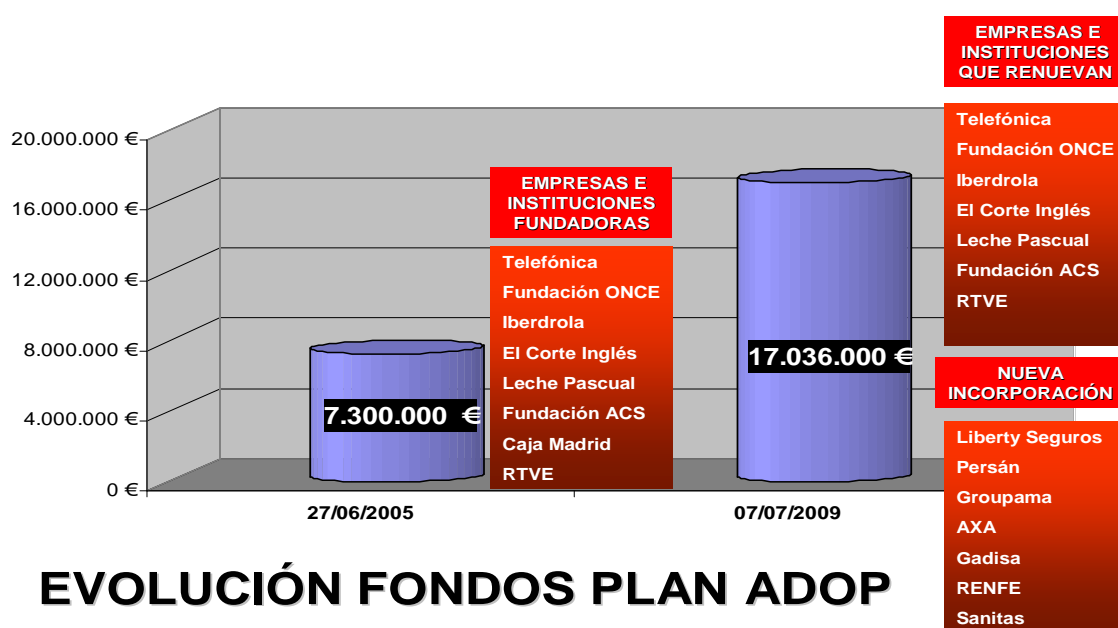 20.000.000 €
16.000.000 €
12.000.000 €
8.000.000 €
4.000.000 €
0 €
7.300.000 €
27/06/2005
EMPRESAS E
INSTITUCIONES
FUNDADORAS
Telefónica
Fundación ONCE
Iberdrola
El Corte Inglés
Leche Pascual
Fundación ACS
Caja Madrid
RTVE
17.036.000 €
07/07/2009
EMPRESAS E
INSTITUCIONES
QUE RENUEVAN
Telefónica
Fundación ONCE
Iberdrola
El Corte Inglés
Leche Pascual
Fundación ACS
RTVE
NUEVA
INCORPORACIÓN
Liberty Seguros
Persán
Groupama
AXA
Gadisa
RENFE
Sanitas
EVOLUCIÓN FONDOS PLAN ADOP